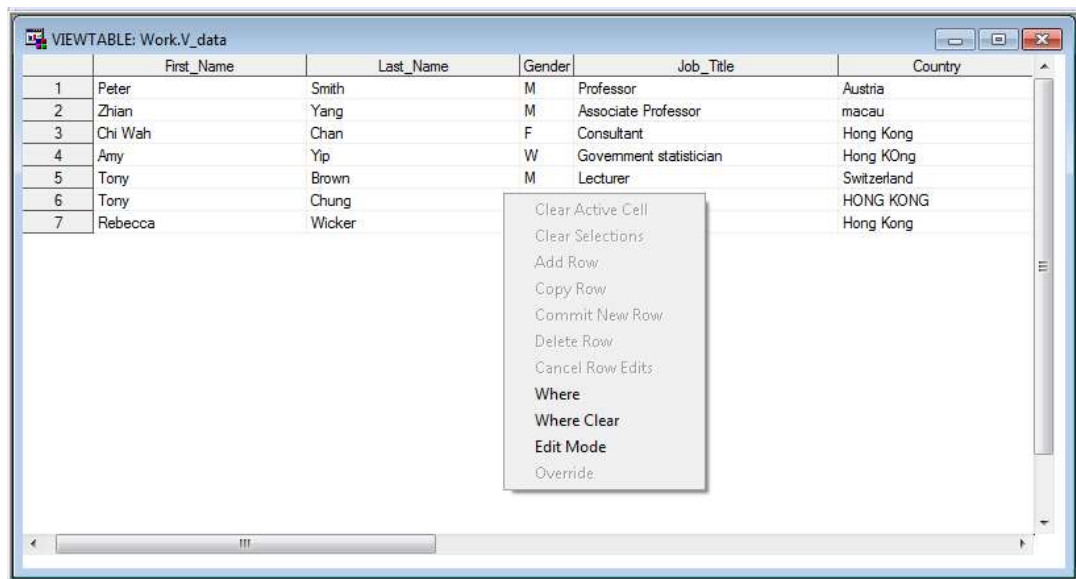 VIEWTABLE: Work.V_data
First_Name Last_Name Gender Job_Title Country
1 Peter Smith M Professor Austria
2 Zhian Yang M Associate Professor macau
3 Chi Wah Chan F Consultant Hong Kong
4 Amy Yip W Government statistician Hong KOng
5 Tony Brown M Lecturer Switzerland
6 Tony Chung HONG KONG
7 Rebecca Wicker Hong Kong
Clear Active Cell
Clear Selections
Add Row
Copy Row
Commit New Row
Delete Row
Cancel Row Edits
Where
Where Clear
Edit Mode
Override